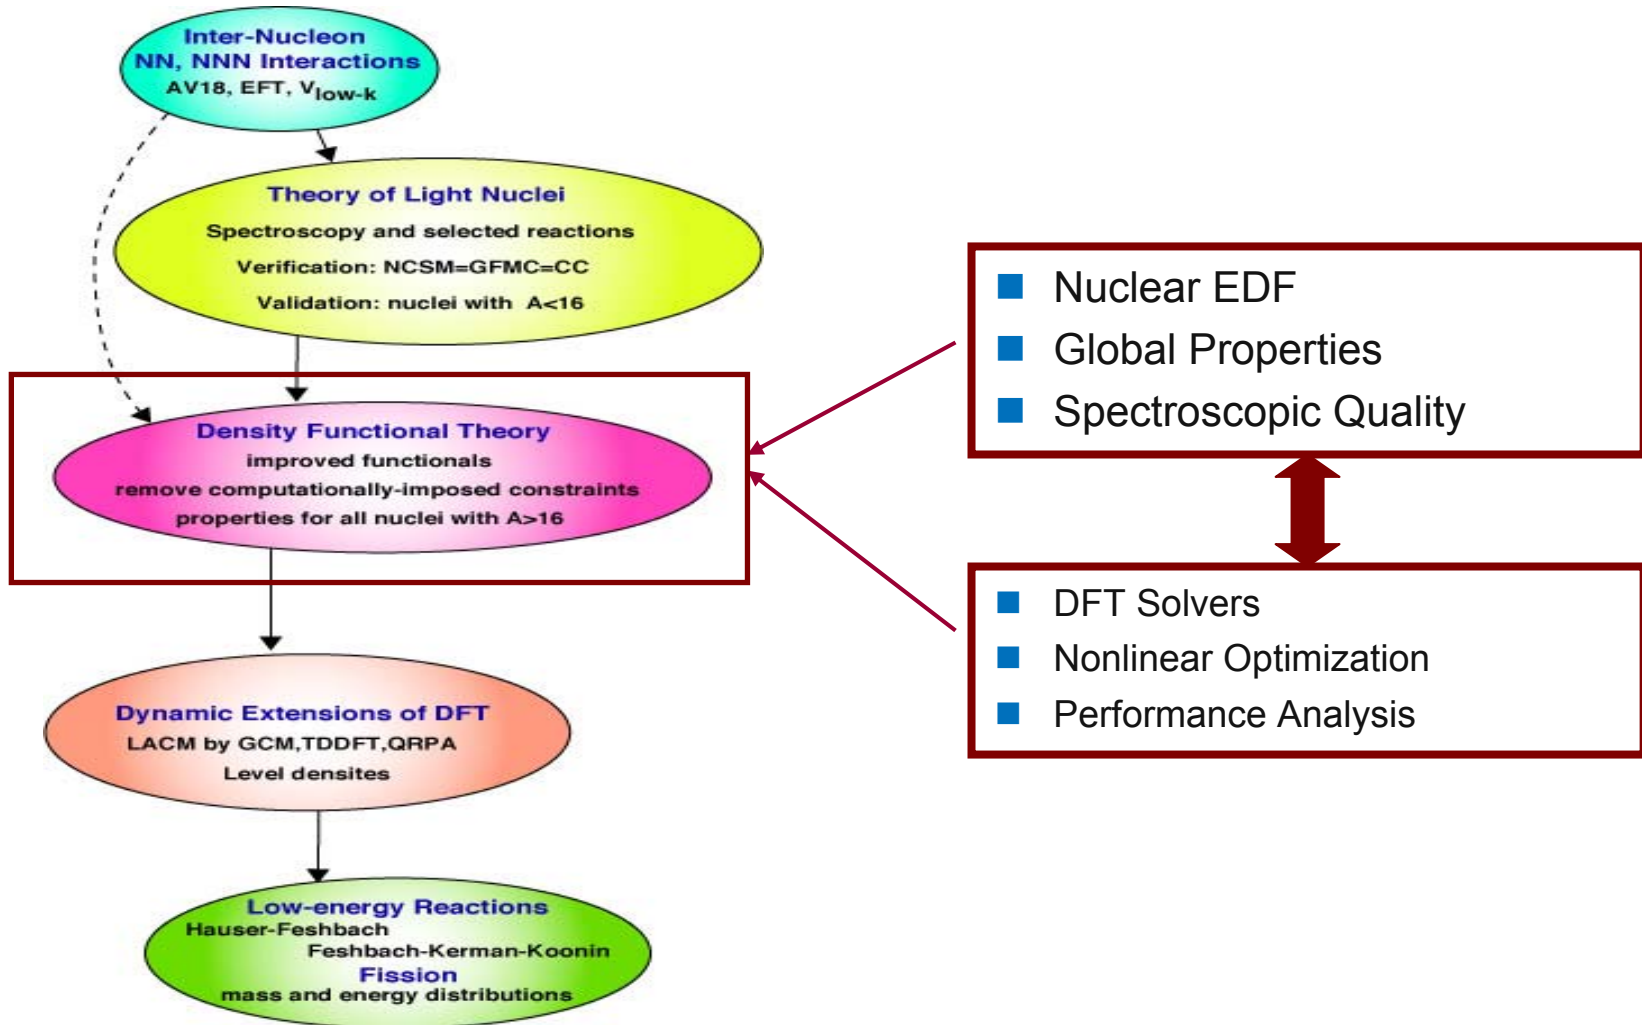 Inter-Nucleon
NN, NNN Interactions
AV18, EFT, Vlow-k
Theory of Light Nuclei
Spectroscopy and selected reactions
Verification: NCSM=GFMC=CC
Validation: nuclei with A<16
Density Functional Theory
improved functionals
remove computationally-imposed constraints
properties for all nuclei with A>16
Dynamic Extensions of DFT
LACM by GCM,TDDFT,QRPA
Level densites
Low-energy Reactions
Hauser-Feshbach
Feshbach-Kerman-Koonin
Fission
mass and energy distributions
Nuclear EDF
Global Properties
Spectroscopic Quality
DFT Solvers
Nonlinear Optimization
Performance Analysis